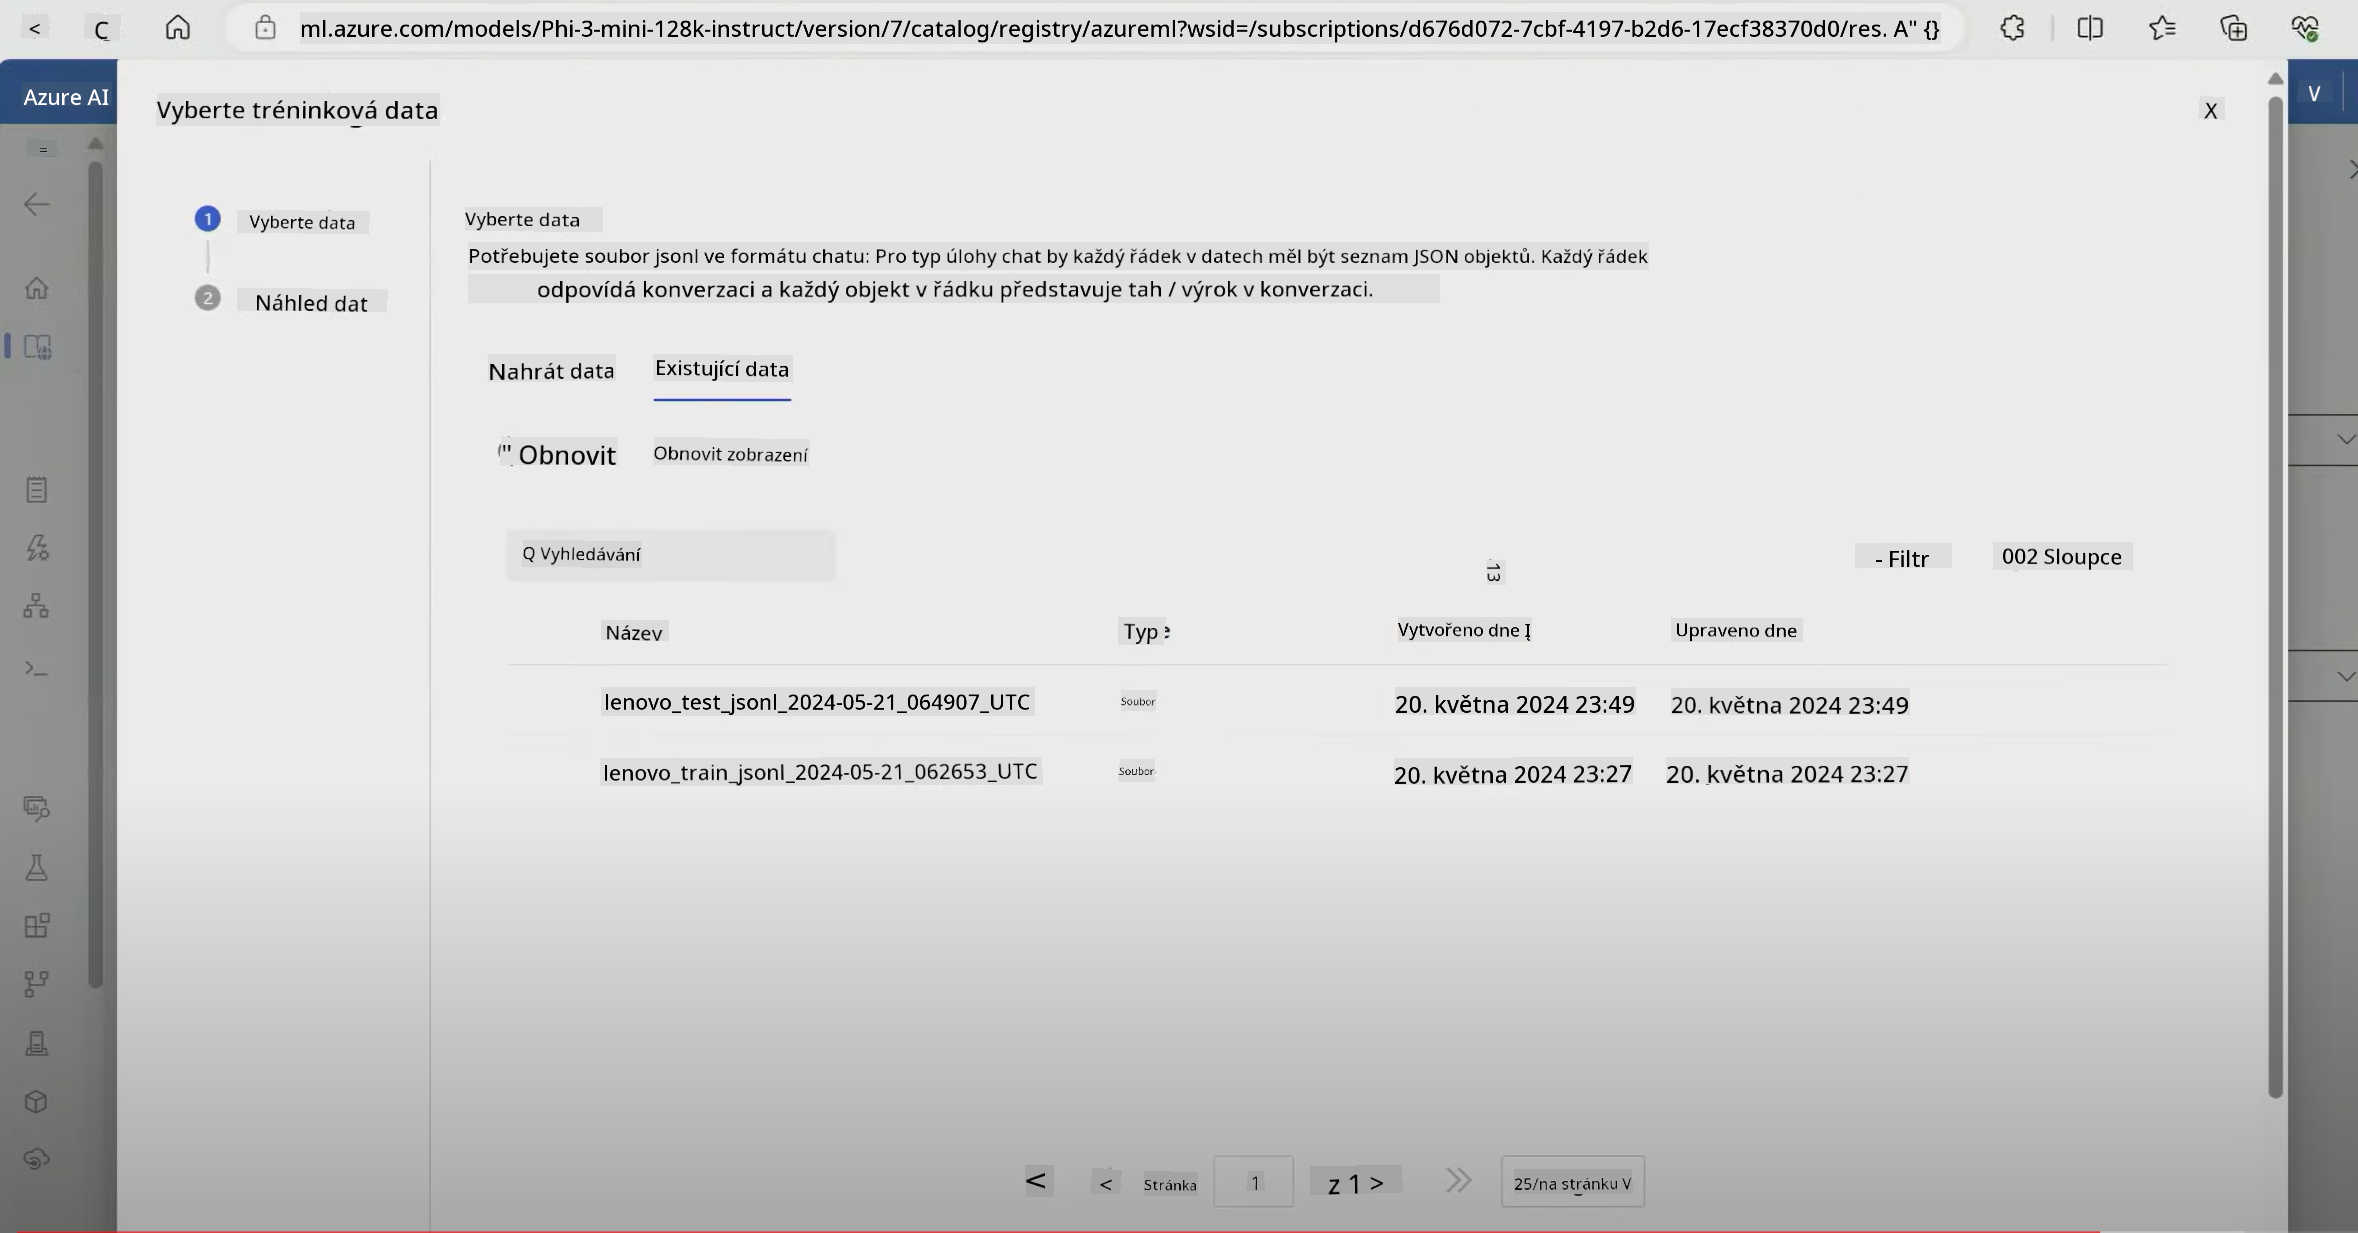 ml.azure.com/models/Phi-3-mini-128k-instruct/version/7/catalog/registry/azureml?wsid=/subscriptions/d676d072-7cbf-4197-b2d6-17ecf38370d0/res. A" {}
Azure AI
Vyberte tréninková data
X
V
1 Vyberte data
2 Náhled dat
Vyberte data
Potřebujete soubor jsonl ve formátu chatu: Pro typ úlohy chat by každý řádek v datech měl být seznam JSON objektů. Každý řádek
odpovídá konverzaci a každý objekt v řádku představuje tah / výrok v konverzaci.
Nahrát data Existující data
" Obnovit Obnovit zobrazení
Q Vyhledávání
13
- Filtr 002 Sloupce
Název Type Vytvořeno dne Upraveno dne
lenovo_test_jsonl_2024-05-21_064907_UTC Soubor 20. května 2024 23:49 20. května 2024 23:49
lenovo_train_jsonl_2024-05-21_062653_UTC Soubor 20. května 2024 23:27 20. května 2024 23:27
< < Stránka 1 z 1 > 25/na stránku V